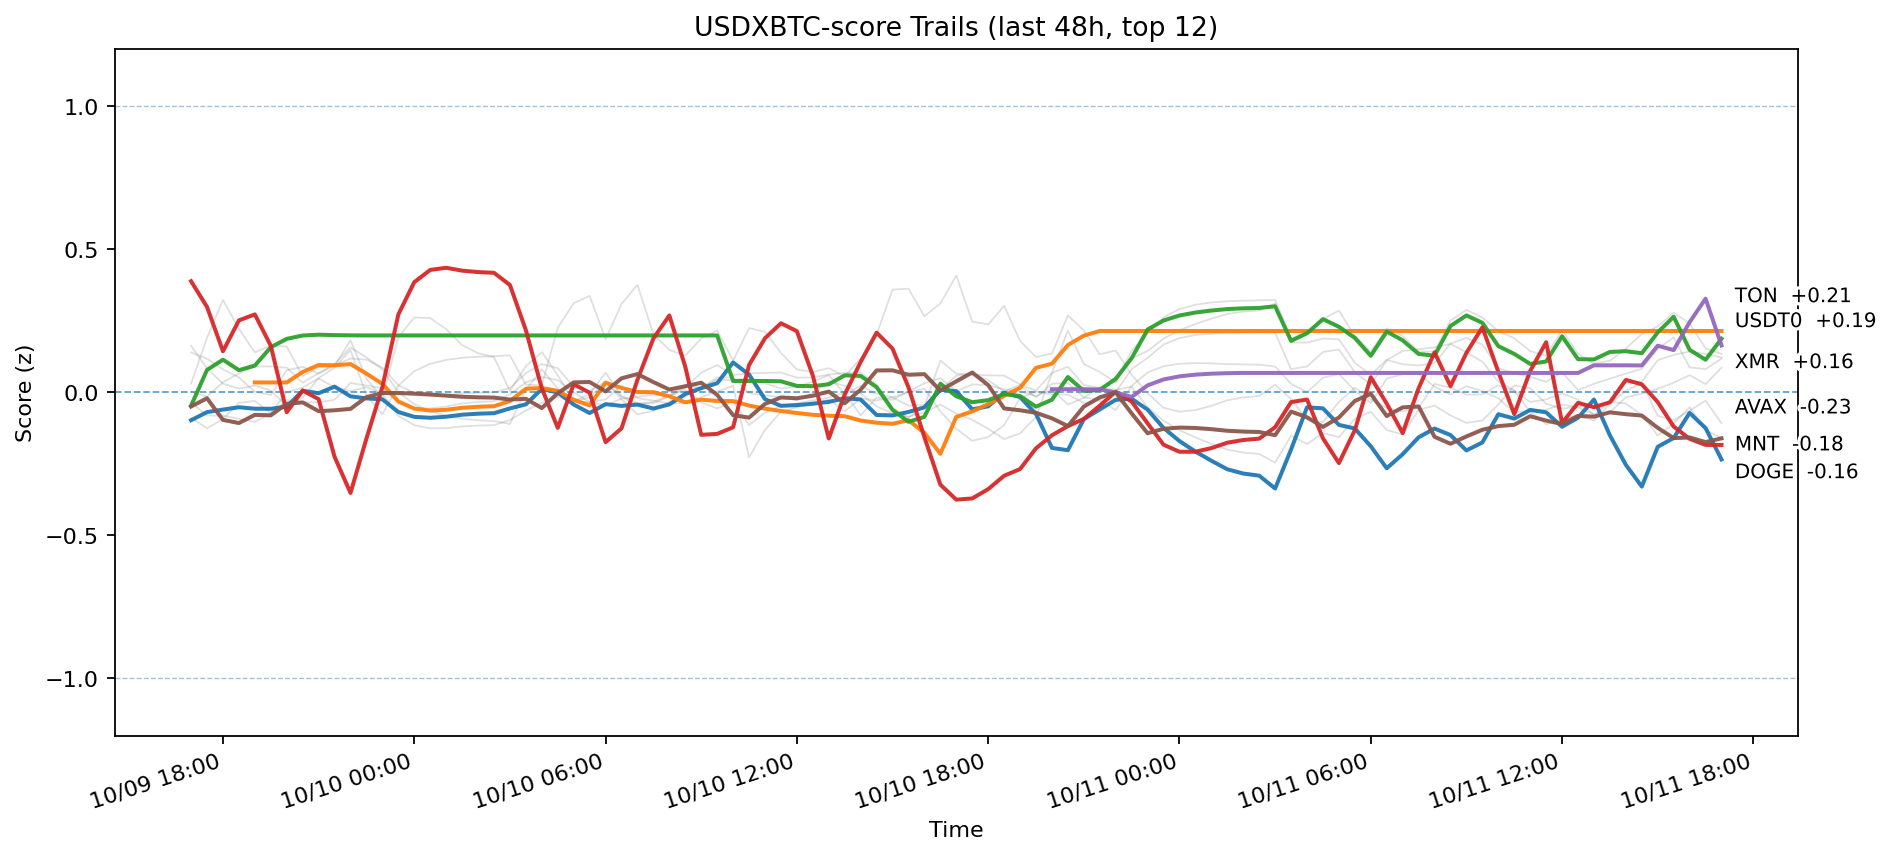 USDXBTC-score Trails (last 48h, top 12)
Score (z)
1.0
0.5
0.0
−0.5
−1.0
TON +0.21
USDT0 +0.19
XMR +0.16
AVAX -0.23
MNT -0.18
DOGE -0.16
10/09 18:00
10/10 00:00
10/10 06:00
10/10 12:00
10/10 18:00
10/11 00:00
10/11 06:00
10/11 12:00
10/11 18:00
Time